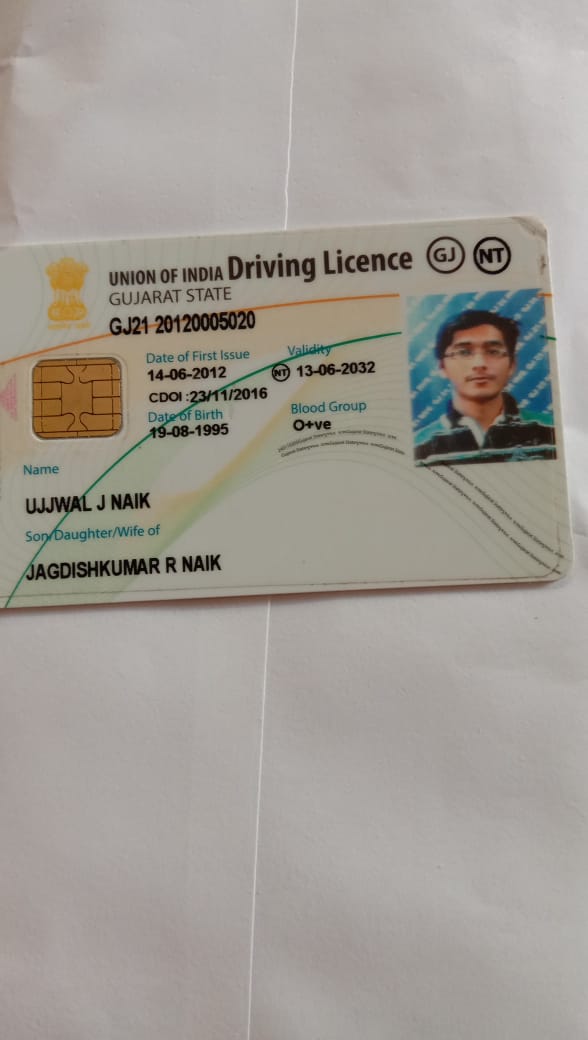 UNION OF INDIA Driving Licence GJ NT
GUJARAT STATE
GJ21 20120005020
Date of First Issue Validity
14-06-2012 NT 13-06-2032
CDOI :23/11/2016
Date of Birth Blood Group
19-08-1995 O+ve
Name
UJJWAL J NAIK
Son/Daughter/Wife of
JAGDISHKUMAR R NAIK